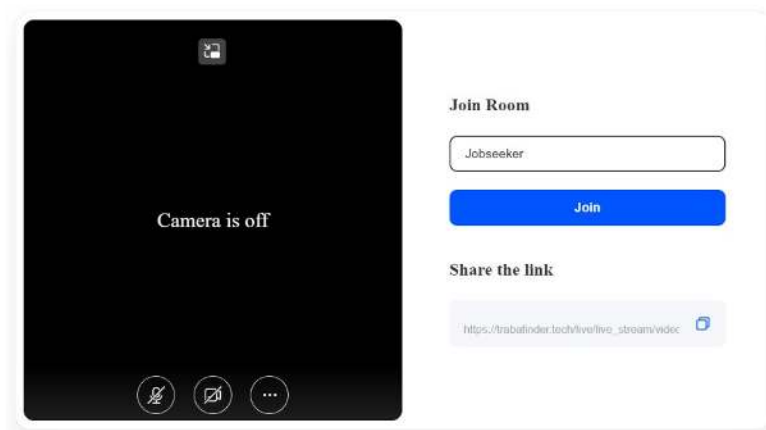 Camera is off
Join Room
Jobseeker
Join
Share the link
https://trabafinder.tech/live/live_stream/videc